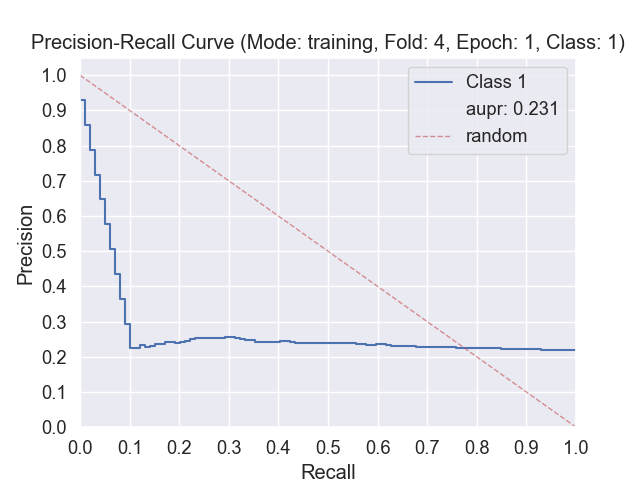 Precision-Recall Curve (Mode: training, Fold: 4, Epoch: 1, Class: 1)
1.0
0.9
0.8
0.7
0.6
0.5
0.4
0.3
0.2
0.1
0.0
Precision
Class 1
aupr: 0.231
random
0.0 0.1 0.2 0.3 0.4 0.5 0.6 0.7 0.8 0.9 1.0
Recall